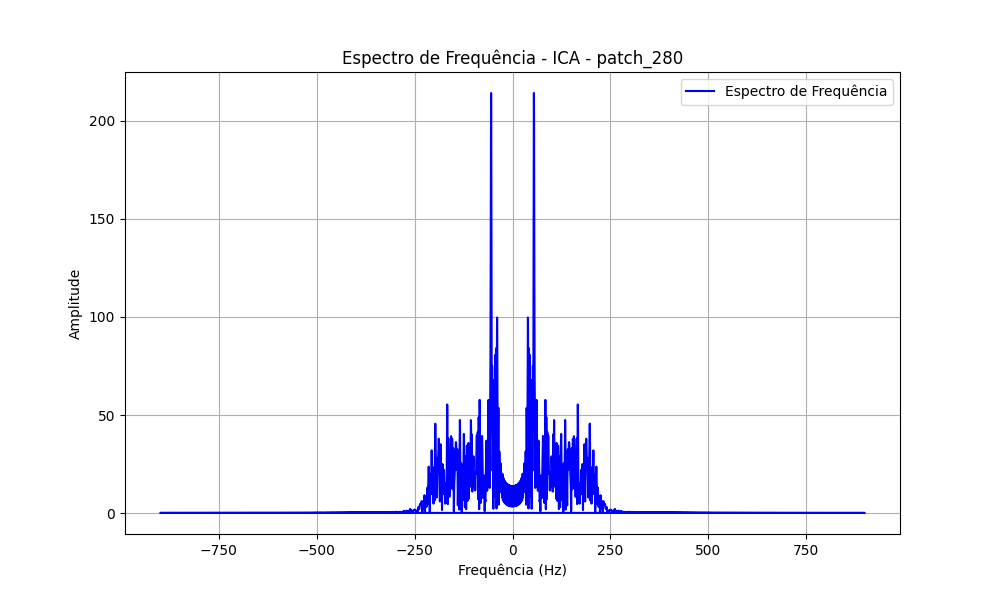 Espectro de Frequência - ICA - patch_280
Espectro de Frequência
200
150
100
50
0
Amplitude
−750 −500 −250 0 250 500 750
Frequência (Hz)